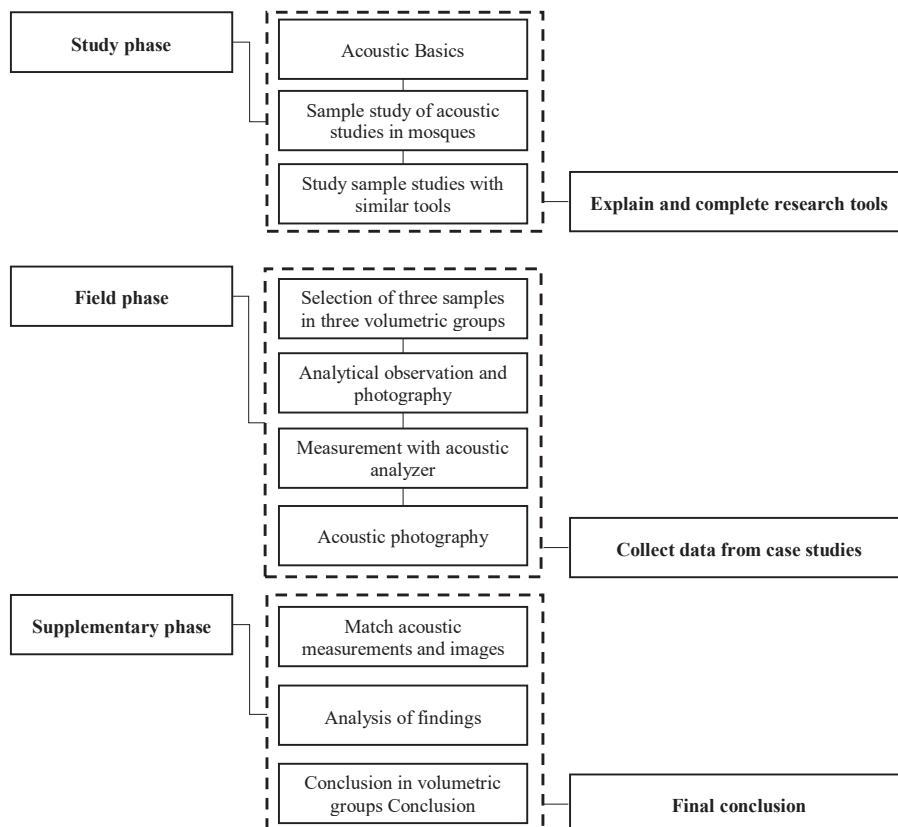 Study phase
Acoustic Basics
Sample study of acoustic
studies in mosques
Study sample studies with
similar tools
Explain and complete research tools
Field phase
Selection of three samples
in three volumetric groups
Analytical observation and
photography
Measurement with acoustic
analyzer
Acoustic photography
Collect data from case studies
Supplementary phase
Match acoustic
measurements and images
Analysis of findings
Conclusion in volumetric
groups Conclusion
Final conclusion